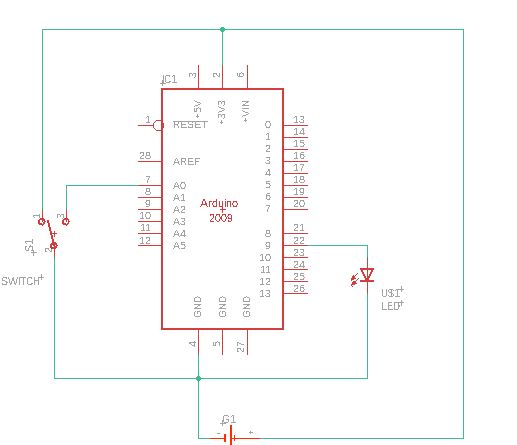 IC1
3 2 6
+5V +3V3 +VIN
1 RESET
28 AREF
7 A0
8 A1
9 A2
10 A3
11 A4
12 A5
0 13
1 14
2 15
3 16
4 17
5 18
6 19
7 20
8 21
9 22
10 23
11 24
12 25
13 26
Arduino
2009
GND GND GND
4 5 27
1 3
2
S1
SWITCH
U$1
LED
G1
- +